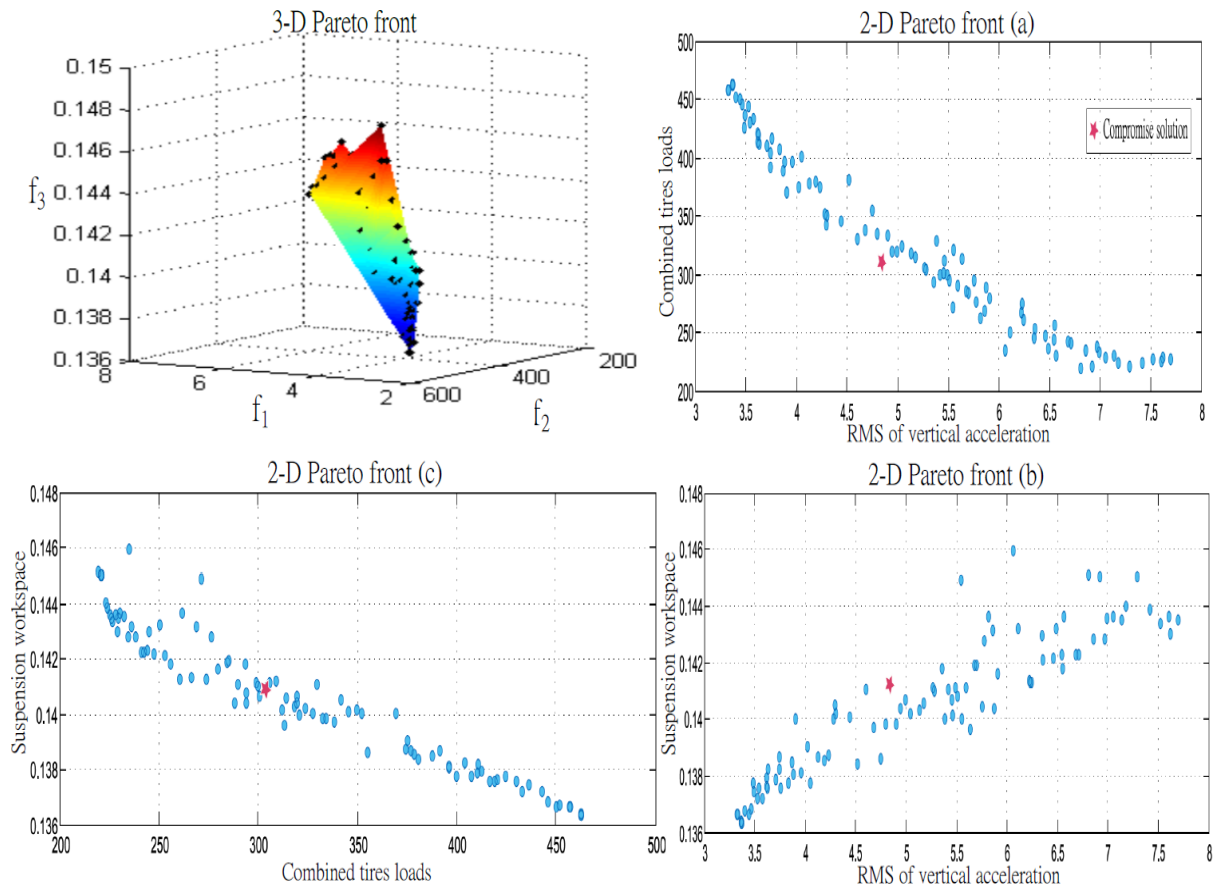 3-D Pareto front
0.15
0.148
0.146
0.144
0.142
0.14
0.138
0.136
f3
8
6
4
2
f1
600
400
200
f2
2-D Pareto front (a)
500
450
400
350
300
250
200
Combined tires loads
Compromise solution
3 3.5 4 4.5 5 5.5 6 6.5 7 7.5 8
RMS of vertical acceleration
2-D Pareto front (c)
0.148
0.146
0.144
0.142
0.14
0.138
0.136
Suspension workspace
200 250 300 350 400 450 500
Combined tires loads
2-D Pareto front (b)
0.148
0.146
0.144
0.142
0.14
0.138
0.136
Suspension workspace
3 3.5 4 4.5 5 5.5 6 6.5 7 7.5 8
RMS of vertical acceleration